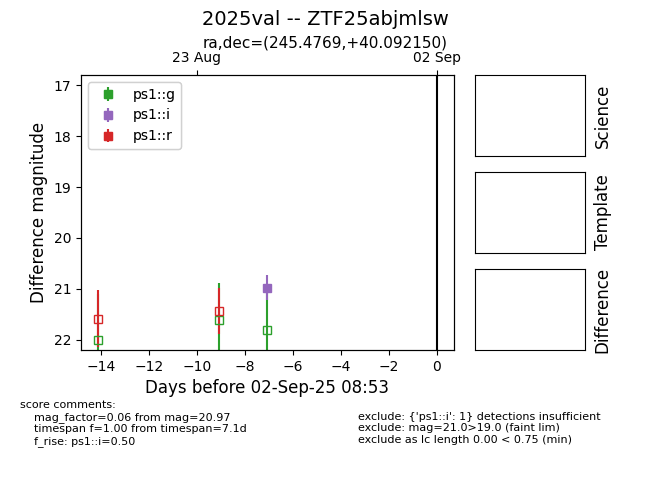 2025val -- ZTF25abjmlsw
ra,dec=(245.4769,+40.092150)
23 Aug
02 Sep
17
18
19
20
21
22
Difference magnitude
ps1::g
ps1::i
ps1::r
−14
−12
−10
−8
−6
−4
−2
0
Days before 02-Sep-25 08:53
Science
Template
Difference
score comments:
mag_factor=0.06 from mag=20.97
timespan f=1.00 from timespan=7.1d
f_rise: ps1::i=0.50
exclude: {'ps1::i': 1} detections insufficient
exclude: mag=21.0>19.0 (faint lim)
exclude as lc length 0.00 < 0.75 (min)